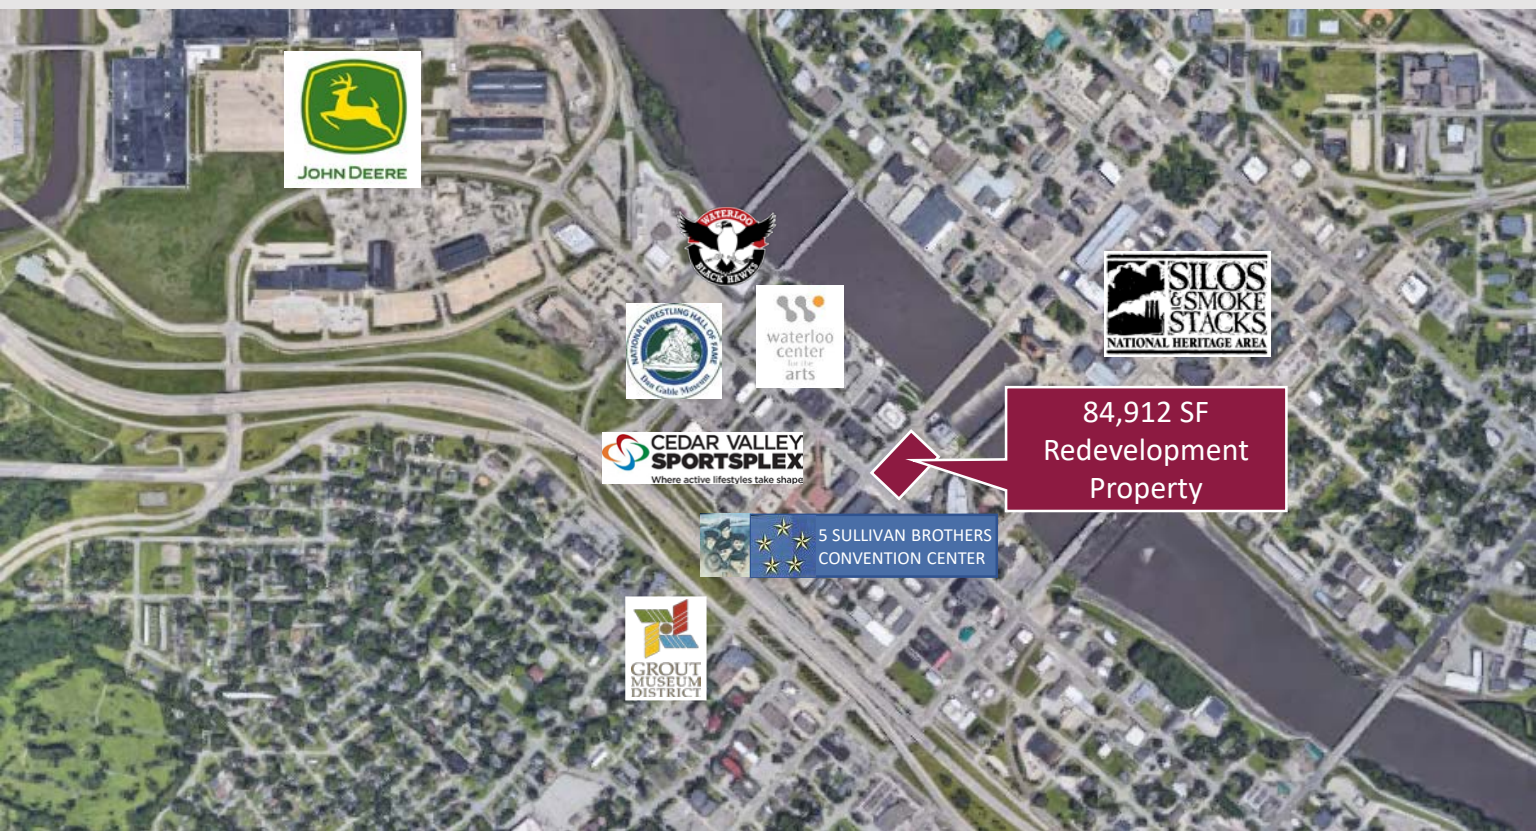 JOHN DEERE
WATERLOO
BLACK HAWKS
NATIONAL WRESTLING HALL OF FAME
Dan Gable Museum
waterloo
center
for the
arts
SILOS
& SMOKE
STACKS
NATIONAL HERITAGE AREA
84,912 SF
Redevelopment
Property
CEDAR VALLEY
SPORTSPLEX
Where active lifestyles take shape
5 SULLIVAN BROTHERS
CONVENTION CENTER
GROUT
MUSEUM
DISTRICT